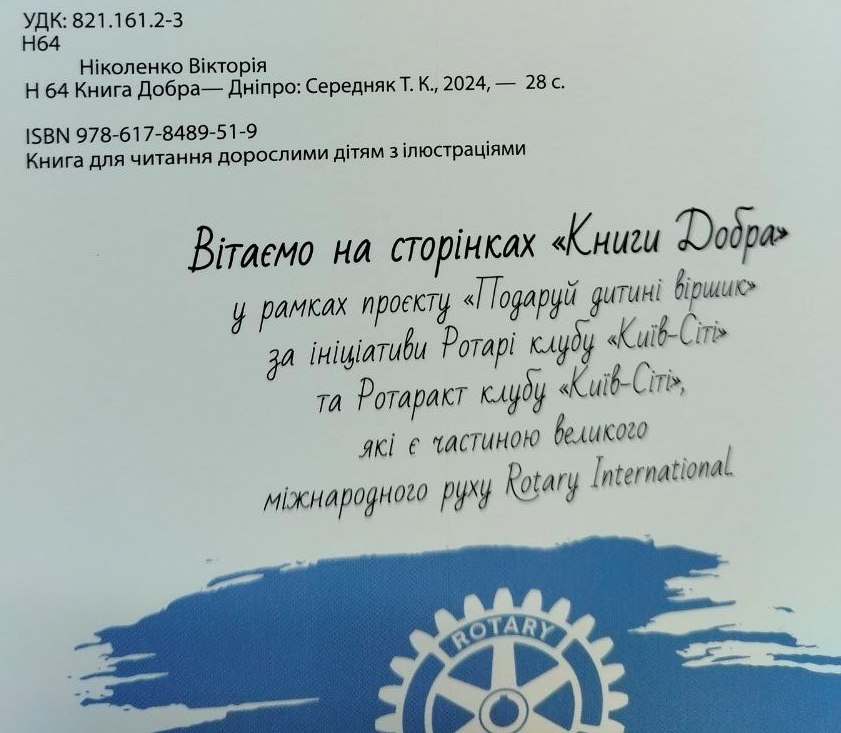 УДК: 821.161.2-3
Н64
Ніколенко Вікторія
Н 64 Книга Добра— Дніпро: Середняк Т. К., 2024, — 28 с.
ISBN 978-617-8489-51-9
Книга для читання дорослими дітям з ілюстраціями
Вітаємо на сторінках «Книги Добра»
у рамках проєкту «Подаруй дитині віршик»
за ініціативи Ротарі клубу «Київ-Сіті»
та Ротаракт клубу «Київ-Сіті»,
які є частиною великого
міжнародного руху Rotary International.
ROTARY